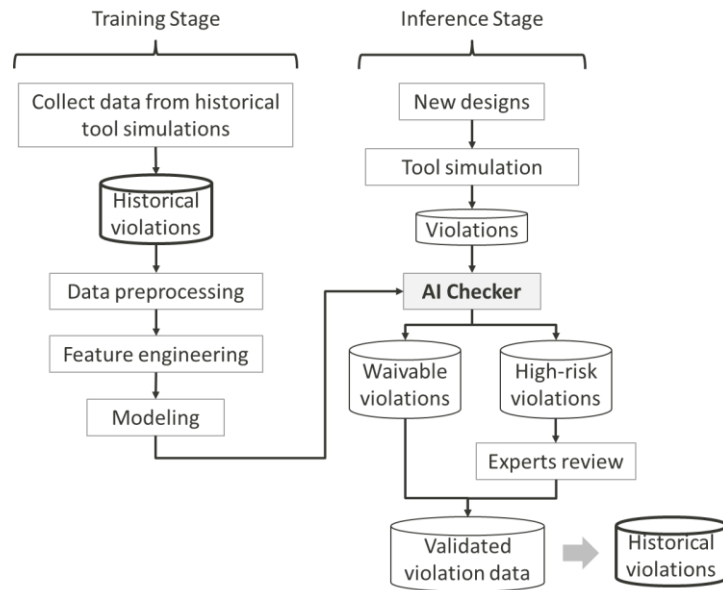 Training Stage
Collect data from historical
tool simulations
Historical
violations
Data preprocessing
Feature engineering
Modeling
Inference Stage
New designs
Tool simulation
Violations
AI Checker
Waivable
violations
High-risk
violations
Experts review
Validated
violation data
Historical
violations